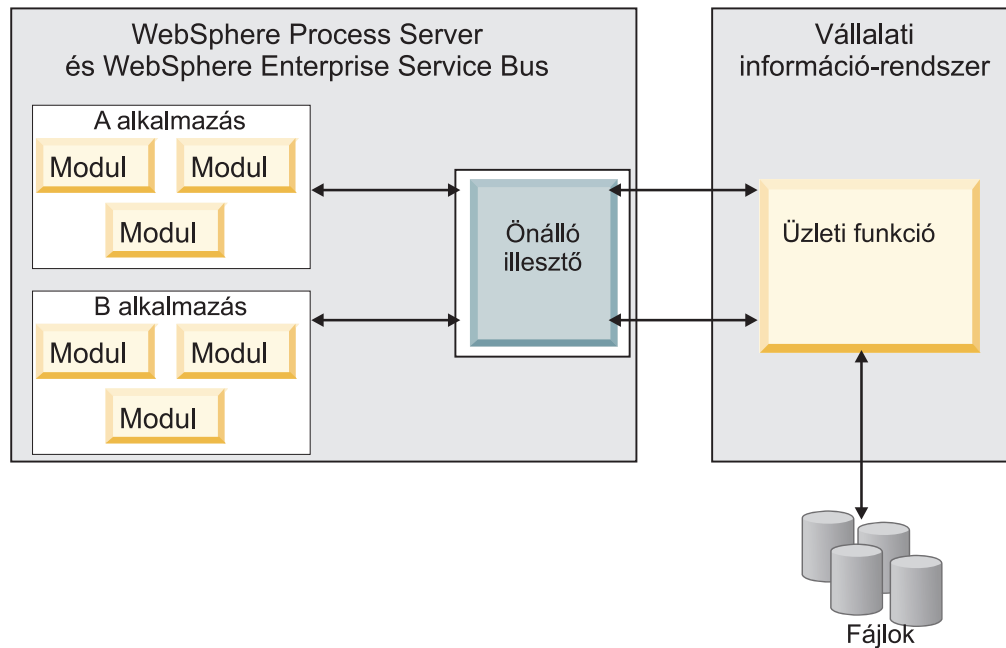 WebSphere Process Server
és WebSphere Enterprise Service Bus
A alkalmazás
Modul
Modul
Modul
B alkalmazás
Modul
Modul
Modul
Önálló
illesztő
Vállalati
információ-rendszer
Üzleti funkció
Fájlok